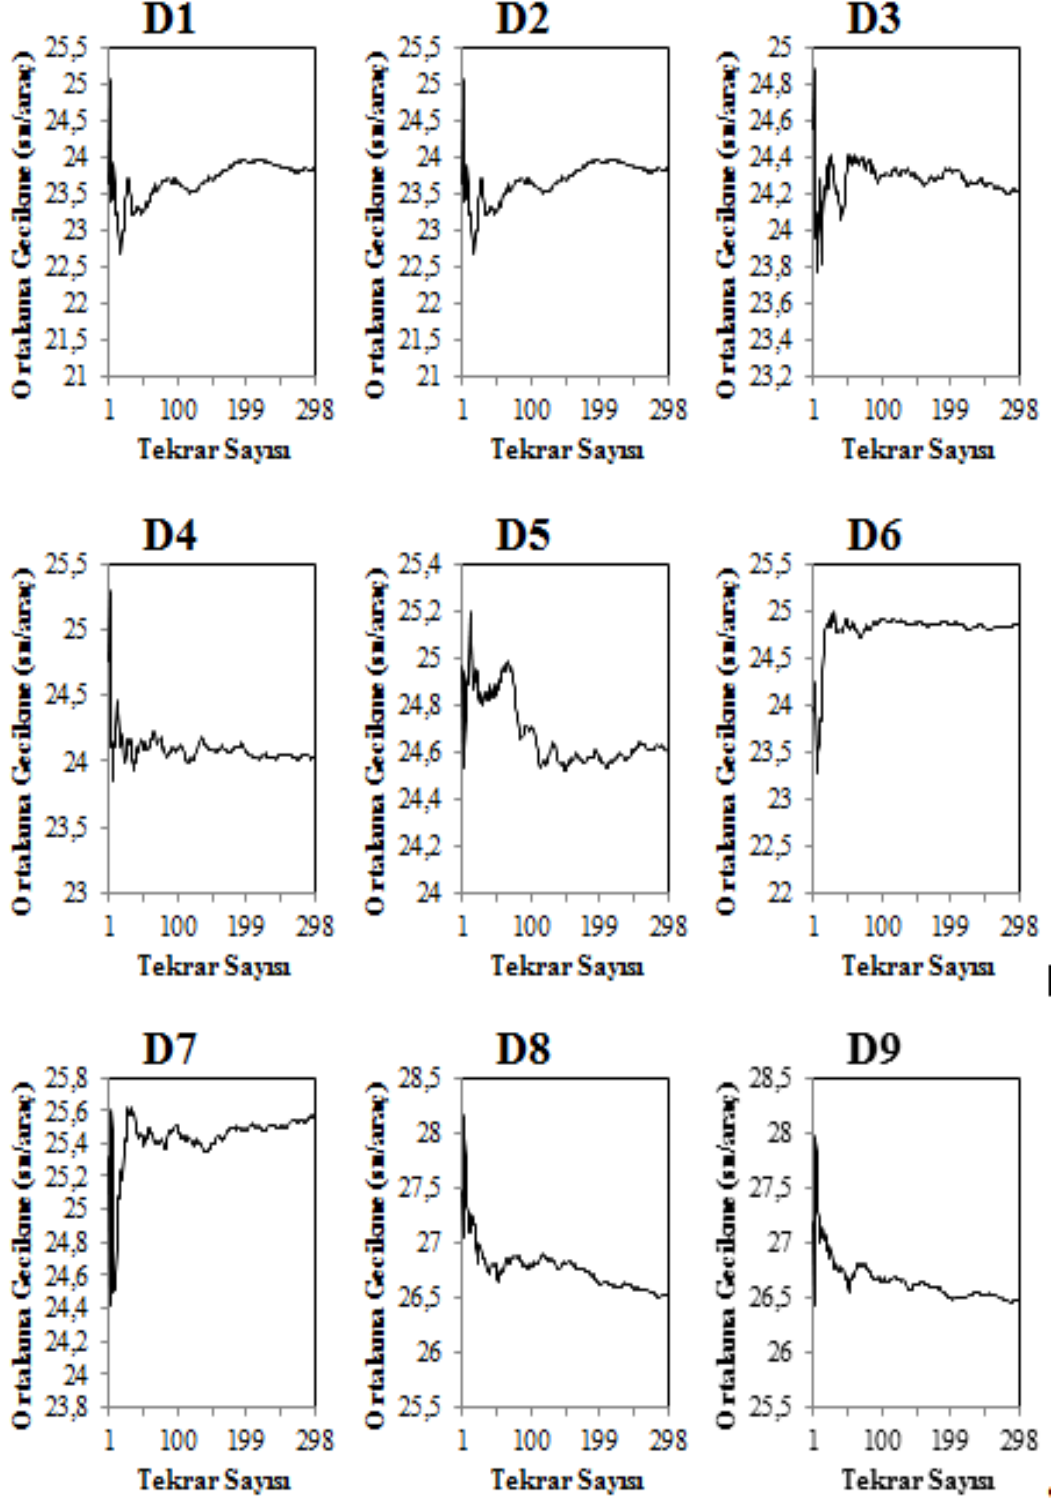 D1
Ortalama Gecikme (sn/araç)
25,5
25
24,5
24
23,5
23
22,5
22
21,5
21
1 100 199 298
Tekrar Sayısı
D2
Ortalama Gecikme (sn/araç)
25,5
25
24,5
24
23,5
23
22,5
22
21,5
21
1 100 199 298
Tekrar Sayısı
D3
Ortalama Gecikme (sn/araç)
25
24,8
24,6
24,4
24,2
24
23,8
23,6
23,4
23,2
1 100 199 298
Tekrar Sayısı
D4
Ortalama Gecikme (sn/araç)
25,5
25
24,5
24
23,5
23
1 100 199 298
Tekrar Sayısı
D5
Ortalama Gecikme (sn/araç)
25,4
25,2
25
24,8
24,6
24,4
24,2
24
1 100 199 298
Tekrar Sayısı
D6
Ortalama Gecikme (sn/araç)
25,5
25
24,5
24
23,5
23
22,5
22
1 100 199 298
Tekrar Sayısı
D7
Ortalama Gecikme (sn/araç)
25,8
25,6
25,4
25,2
25
24,8
24,6
24,4
24,2
24
23,8
1 100 199 298
Tekrar Sayısı
D8
Ortalama Gecikme (sn/araç)
28,5
28
27,5
27
26,5
26
25,5
1 100 199 298
Tekrar Sayısı
D9
Ortalama Gecikme (sn/araç)
28,5
28
27,5
27
26,5
26
25,5
1 100 199 298
Tekrar Sayısı